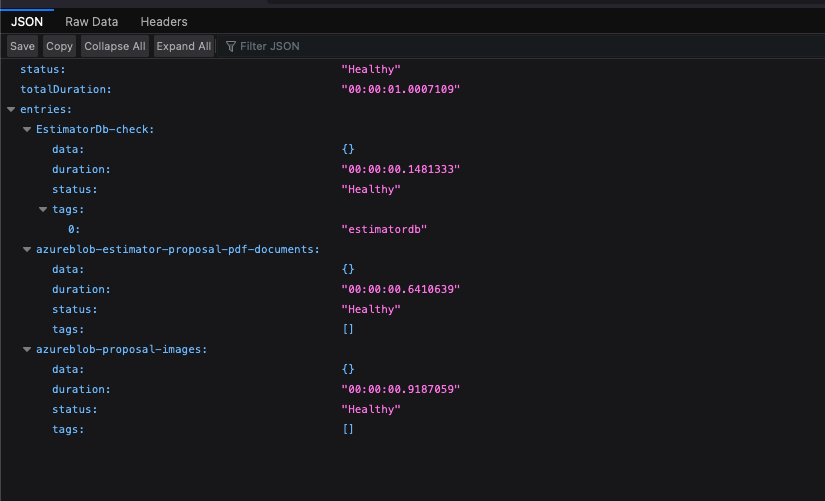 JSON Raw Data Headers
Save Copy Collapse All Expand All Filter JSON
status: "Healthy"
totalDuration: "00:00:01.0007109"
entries:
EstimatorDb-check:
data: {}
duration: "00:00:00.1481333"
status: "Healthy"
tags:
0: "estimatordb"
azureblob-estimator-proposal-pdf-documents:
data: {}
duration: "00:00:00.6410639"
status: "Healthy"
tags: []
azureblob-proposal-images:
data: {}
duration: "00:00:00.9187059"
status: "Healthy"
tags: []